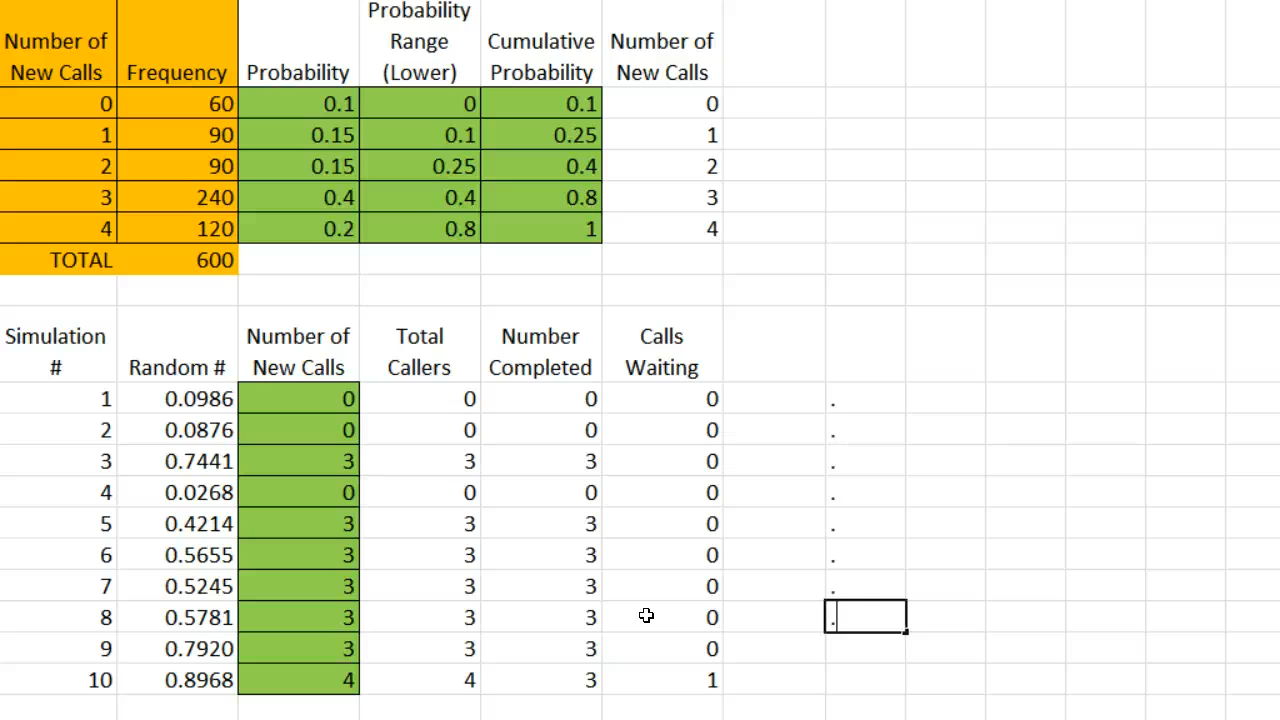 Probability
Number of Range Cumulative Number of
New Calls Frequency Probability (Lower) Probability New Calls
0 60 0.1 0 0.1 0
1 90 0.15 0.1 0.25 1
2 90 0.15 0.25 0.4 2
3 240 0.4 0.4 0.8 3
4 120 0.2 0.8 1 4
TOTAL 600
Simulation Number of Total Number Calls
# Random # New Calls Callers Completed Waiting
1 0.0986 0 0 0 0 .
2 0.0876 0 0 0 0 .
3 0.7441 3 3 3 0 .
4 0.0268 0 0 0 0 .
5 0.4214 3 3 3 0 .
6 0.5655 3 3 3 0 .
7 0.5245 3 3 3 0 .
8 0.5781 3 3 3 0 .
9 0.7920 3 3 3 0
10 0.8968 4 4 3 1